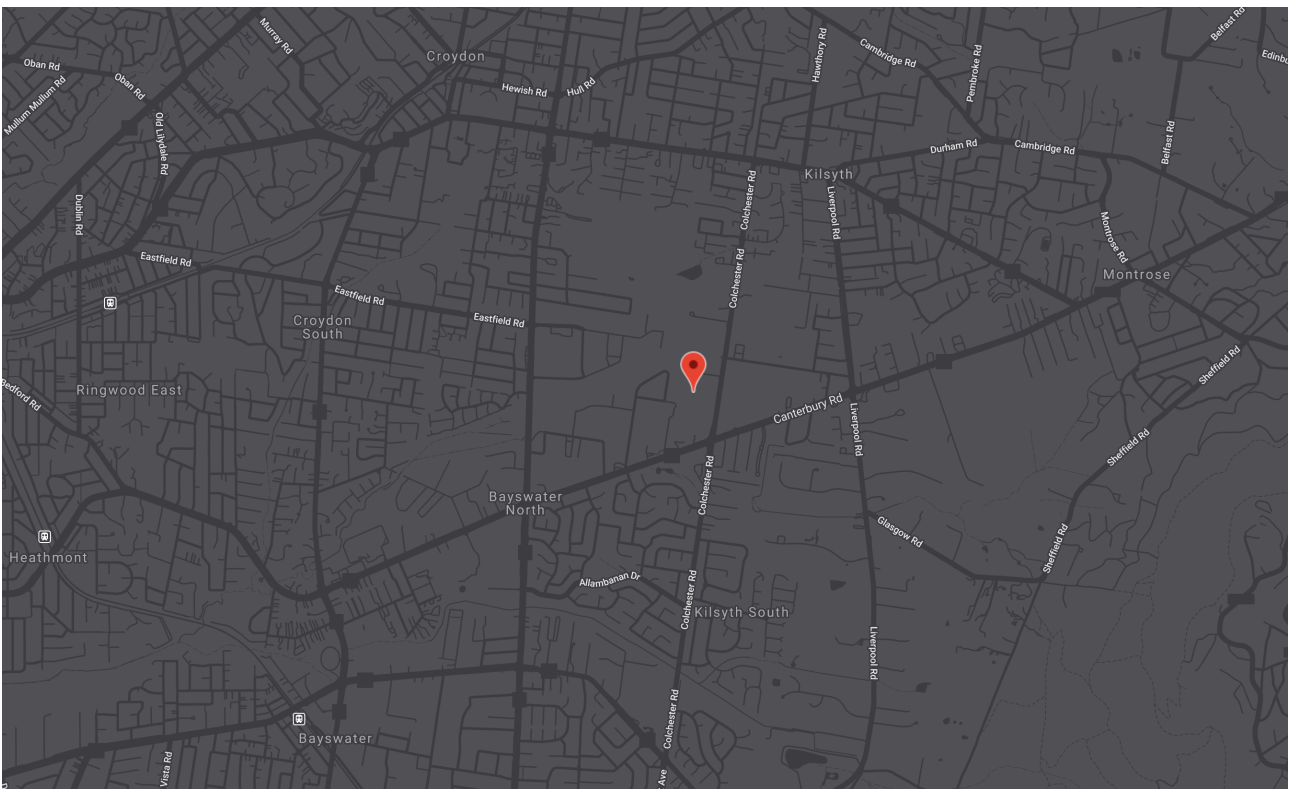 Murray Rd
Belfast Rd
Hawthory Rd
Croydon
Cambridge Rd
Edinbu
Oban Rd
Pembroke Rd
Oban Rd
Hewish Rd
Hull Rd
Mullum Mullum Rd
Old Lilydale Rd
Belfast Rd
Durham Rd
Cambridge Rd
Kilsyth
Colchester Rd
Liverpool Rd
Dublin Rd
Montrose Rd
Eastfield Rd
Colchester Rd
Montrose
Eastfield Rd
Eastfield Rd
Croydon
South
Sheffield Rd
Ringwood East
Bedford Rd
Canterbury Rd
Liverpool Rd
Sheffield Rd
Colchester Rd
Bayswater
North
Glasgow Rd
Sheffield Rd
Heathmont
Allambanan Dr
Colchester Rd
Kilsyth South
Liverpool Rd
Colchester Rd
Bayswater
Vista Rd
Ave